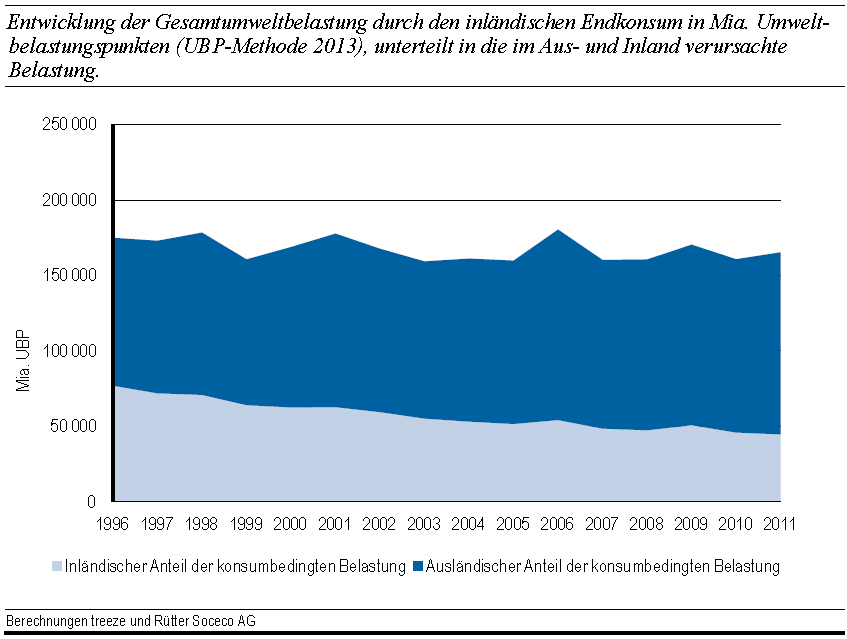 Entwicklung der Gesamtumweltbelastung durch den inländischen Endkonsum in Mia. Umwelt-
belastungspunkten (UBP-Methode 2013), unterteilt in die im Aus- und Inland verursachte
Belastung.
250 000
200 000
150 000
100 000
50 000
0
Mia. UBP
1996 1997 1998 1999 2000 2001 2002 2003 2004 2005 2006 2007 2008 2009 2010 2011
Inländischer Anteil der konsumbedingten Belastung Ausländischer Anteil der konsumbedingten Belastung
Berechnungen treeze und Rütter Soceco AG